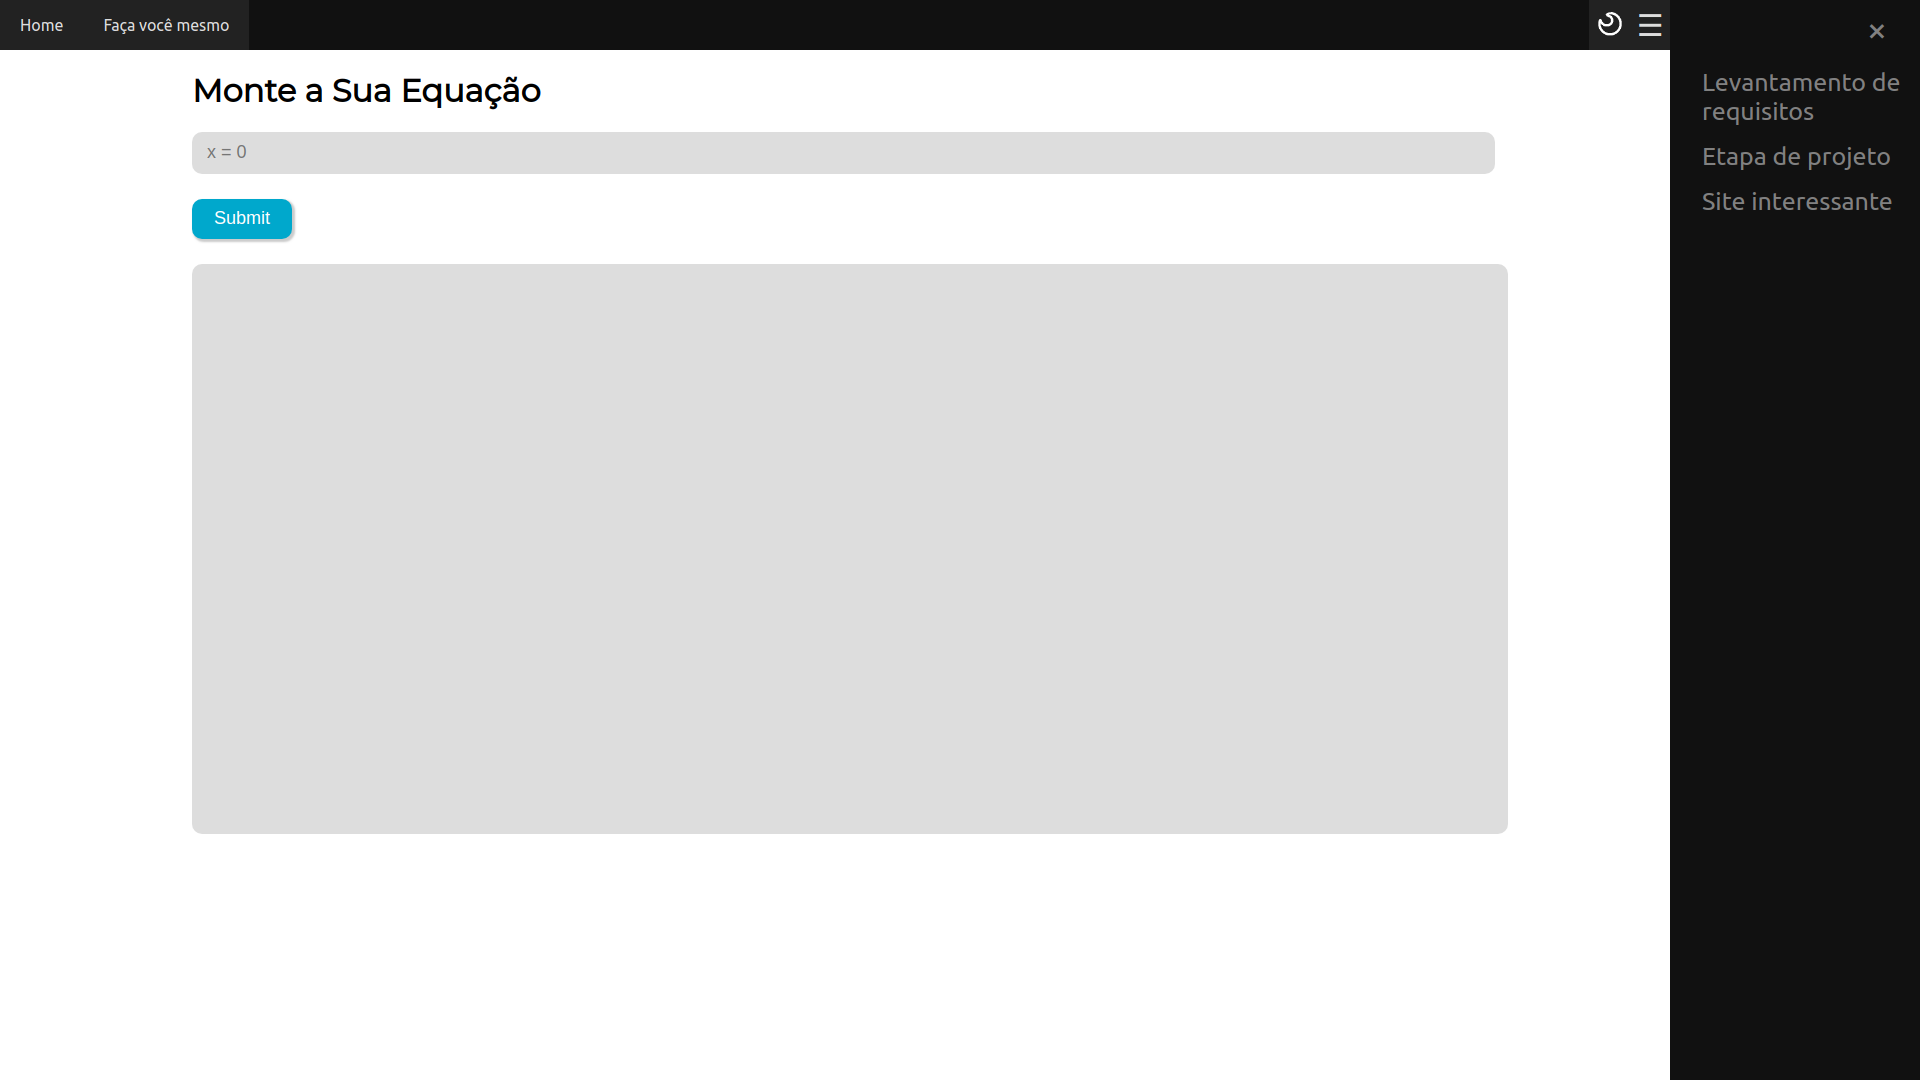 Home
Faça você mesmo
×
Levantamento de
requisitos
Etapa de projeto
Site interessante
Monte a Sua Equação
x = 0
Submit